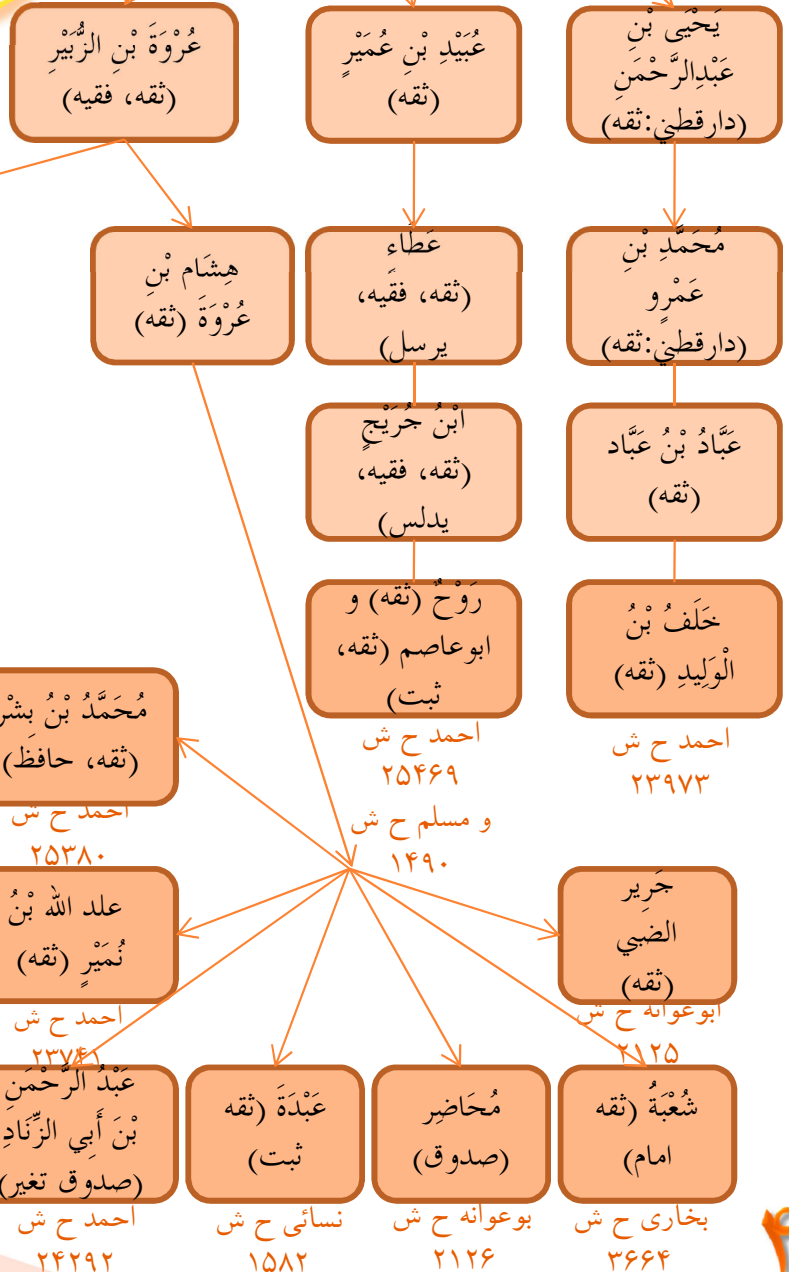 يَحْيَى بْنِ
عَبْدِالرَّحْمَنِ
(دارقطني:ثقه)
عُبَيْدِ بْنِ عُمَيْرٍ
(ثقه)
عُرْوَةَ بْنِ الزُّبَيْرِ
(ثقه، فقيه)
مُحَمَّدِ بْنِ
عَمْرٍو
(دارقطني:ثقه)
عَطَاءٍ
(ثقه، فقيه،
يرسل)
هِشَام بْنِ
عُرْوَةَ (ثقه)
عَبَّادُ بْنُ عَبَّاد
(ثقه)
ابْنُ جُرَيْجٍ
(ثقه، فقيه،
يدلس)
خَلَفُ بْنُ
الْوَلِيدِ (ثقه)
احمد ح ش
۲۳۹۷۳
رَوْحٌ (ثقه) و
ابوعاصم (ثقه،
ثبت)
احمد ح ش
۲۵۴۶۹
و مسلم ح ش
۱۴۹۰
مُحَمَّدُ بْنُ بِشْرٍ
(ثقه، حافظ)
احمد ح ش
۲۵۳۸۰
جَرِير
الضبي
(ثقه)
ابوعوانه ح ش
۲۱۲۵
علد الله بْنُ
نُمَيْرٍ (ثقه)
احمد ح ش
۲۳۷۴۱
شُعْبَةُ (ثقه
امام)
بخاری ح ش
۳۶۶۴
مُحَاضِر
(صدوق)
بوعوانه ح ش
۲۱۲۶
عَبْدَةَ (ثقه
ثبت)
نسائی ح ش
۱۵۸۲
عَبْدُ الرَّحْمَنِ
بْنَ أَبِي الزِّنَادِ
(صدوق تغير)
احمد ح ش
۲۴۲۹۲